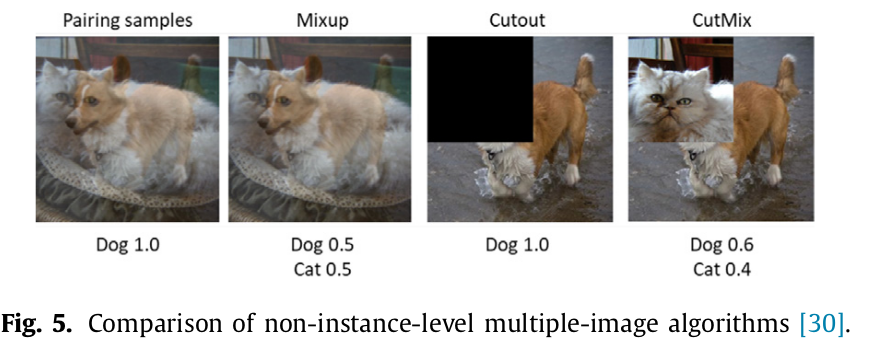 Pairing samples Mixup Cutout CutMix
Dog 1.0 Dog 0.5 Dog 1.0 Dog 0.6
Cat 0.5 Cat 0.4
Fig. 5. Comparison of non-instance-level multiple-image algorithms [30].